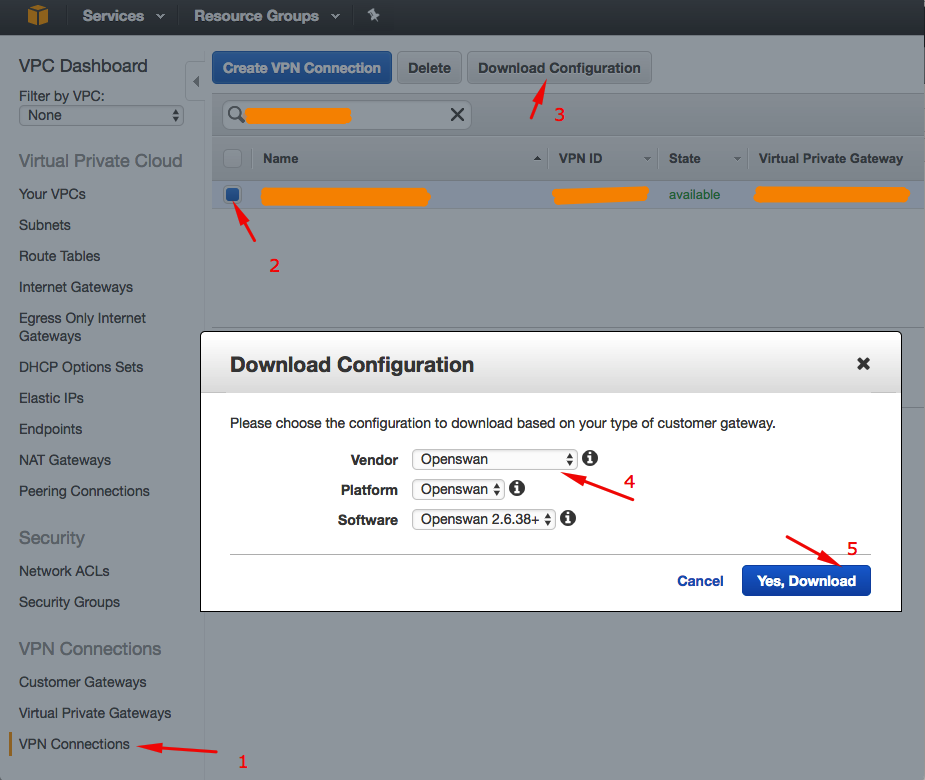 Services Resource Groups
VPC Dashboard
Filter by VPC:
None
Virtual Private Cloud
Your VPCs
Subnets
Route Tables
Internet Gateways
Egress Only Internet
Gateways
DHCP Options Sets
Elastic IPs
Endpoints
NAT Gateways
Peering Connections
Security
Network ACLs
Security Groups
VPN Connections
Customer Gateways
Virtual Private Gateways
VPN Connections
1
Create VPN Connection Delete Download Configuration
3
Name VPN ID State Virtual Private Gateway
available
2
Download Configuration
Please choose the configuration to download based on your type of customer gateway.
Vendor Openswan
4
Platform Openswan
Software Openswan 2.6.38+
5
Cancel Yes, Download